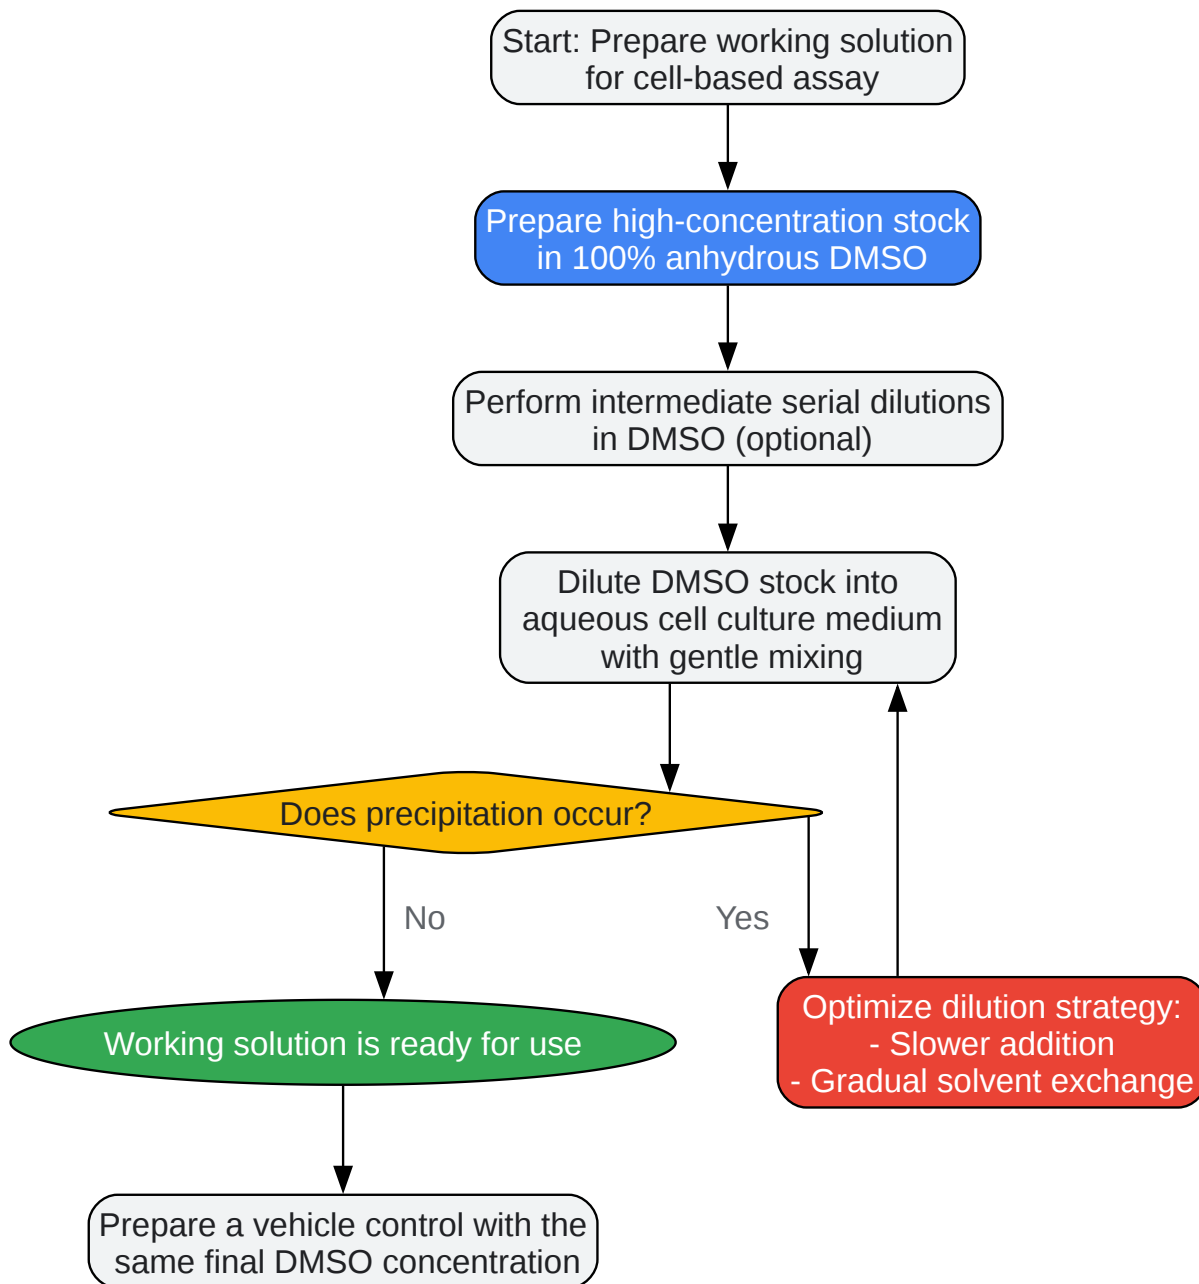 Start: Prepare working solution
for cell-based assay
Prepare high-concentration stock
in 100% anhydrous DMSO
Perform intermediate serial dilutions
in DMSO (optional)
Dilute DMSO stock into
aqueous cell culture medium
with gentle mixing
Does precipitation occur?
No
Yes
Working solution is ready for use
Optimize dilution strategy:
- Slower addition
- Gradual solvent exchange
Prepare a vehicle control with the
same final DMSO concentration